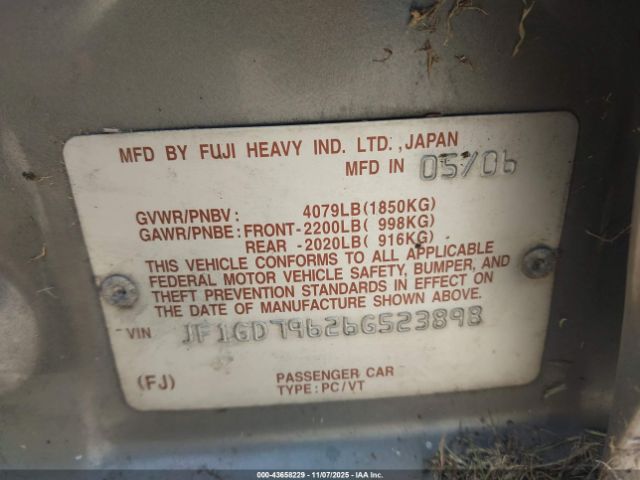 MFD BY FUJI HEAVY IND. LTD.,JAPAN
MFD IN 05/06
GVWR/PNBV: 4079LB(1850KG)
GAWR/PNBE: FRONT-2200LB( 998KG)
REAR -2020LB( 916KG)
THIS VEHICLE CONFORMS TO ALL APPLICABLE
FEDERAL MOTOR VEHICLE SAFETY, BUMPER, AND
THEFT PREVENTION STANDARDS IN EFFECT ON
THE DATE OF MANUFACTURE SHOWN ABOVE.
VIN JF1GD79626G523898
(FJ) PASSENGER CAR
TYPE:PC/VT
000-43658229 - 11/07/2025 - IAA Holdings, LLC.